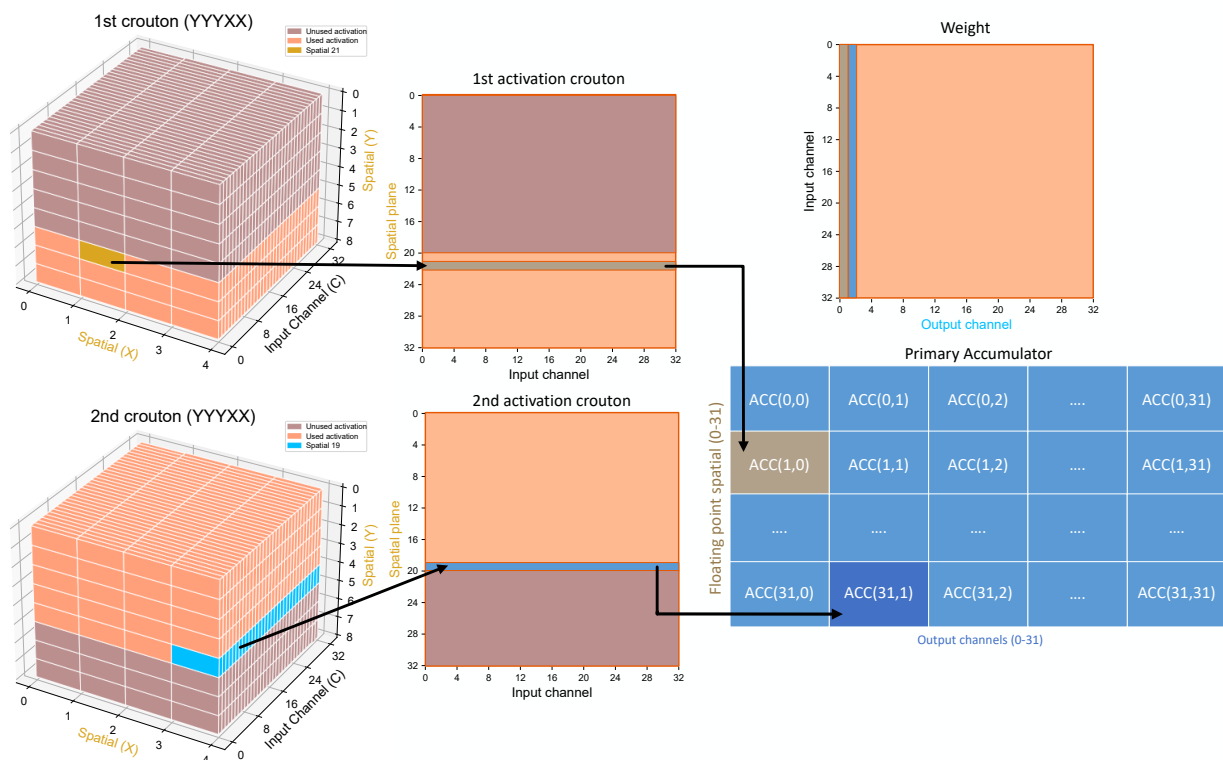 1st crouton (YYYXX)
Unused activation
Used activation
Spatial 21
0
1
2
3
4
5
6
7
8
Spatial (Y)
32
24
16
8
0
Input Channel (C)
0
1
2
3
4
Spatial (X)
1st activation crouton
0
4
8
12
16
20
24
28
32
Spatial plane
0 4 8 12 16 20 24 28 32
Input channel
Weight
0
4
8
12
16
20
24
28
32
Input channel
0 4 8 12 16 20 24 28 32
Output channel
2nd crouton (YYYXX)
Unused activation
Used activation
Spatial 19
0
1
2
3
4
5
6
7
8
Spatial (Y)
32
24
16
8
0
Input Channel (C)
0
1
2
3
4
Spatial (X)
2nd activation crouton
0
4
8
12
16
20
24
28
32
Spatial plane
0 4 8 12 16 20 24 28 32
Input channel
Primary Accumulator
Floating point spatial (0-31)
ACC(0,0) ACC(0,1) ACC(0,2) .... ACC(0,31)
ACC(1,0) ACC(1,1) ACC(1,2) .... ACC(1,31)
.... .... .... .... ....
ACC(31,0) ACC(31,1) ACC(31,2) .... ACC(31,31)
Output channels (0-31)